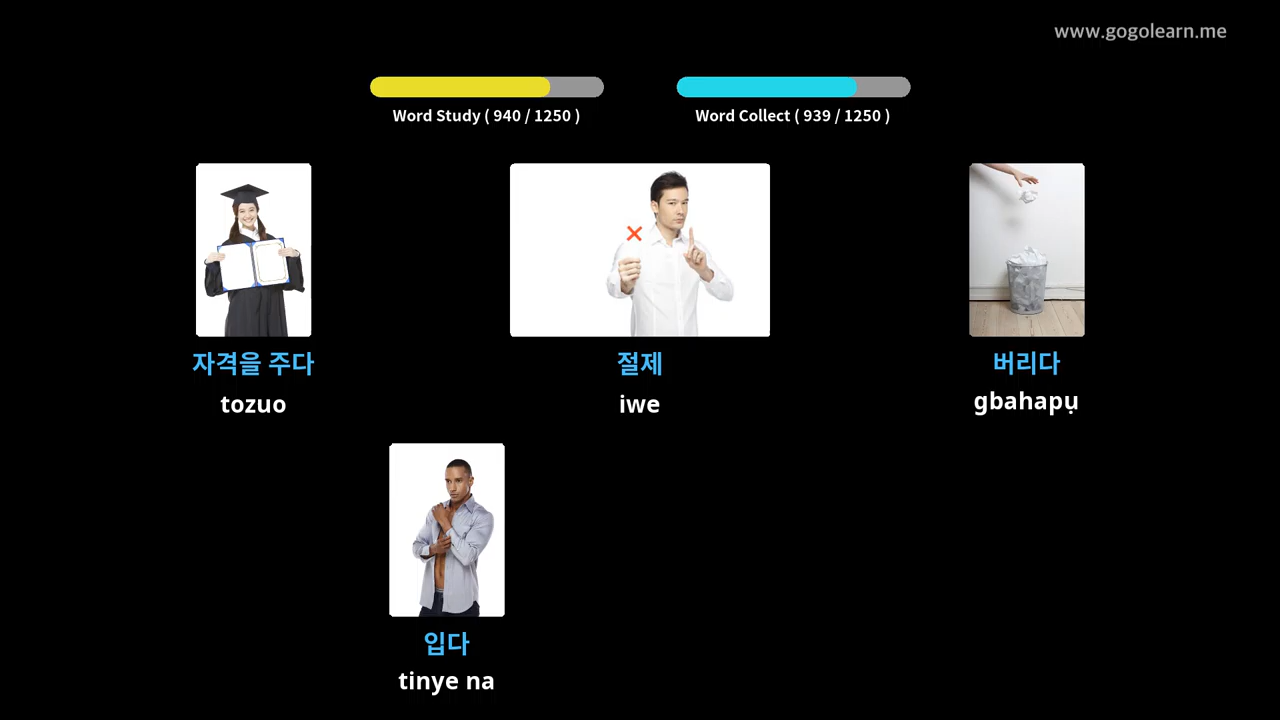 www.gogolearn.me
Word Study ( 940 / 1250 )
Word Collect ( 939 / 1250 )
자격을 주다
tozuo
절제
iwe
버리다
gbahapụ
입다
tinye na